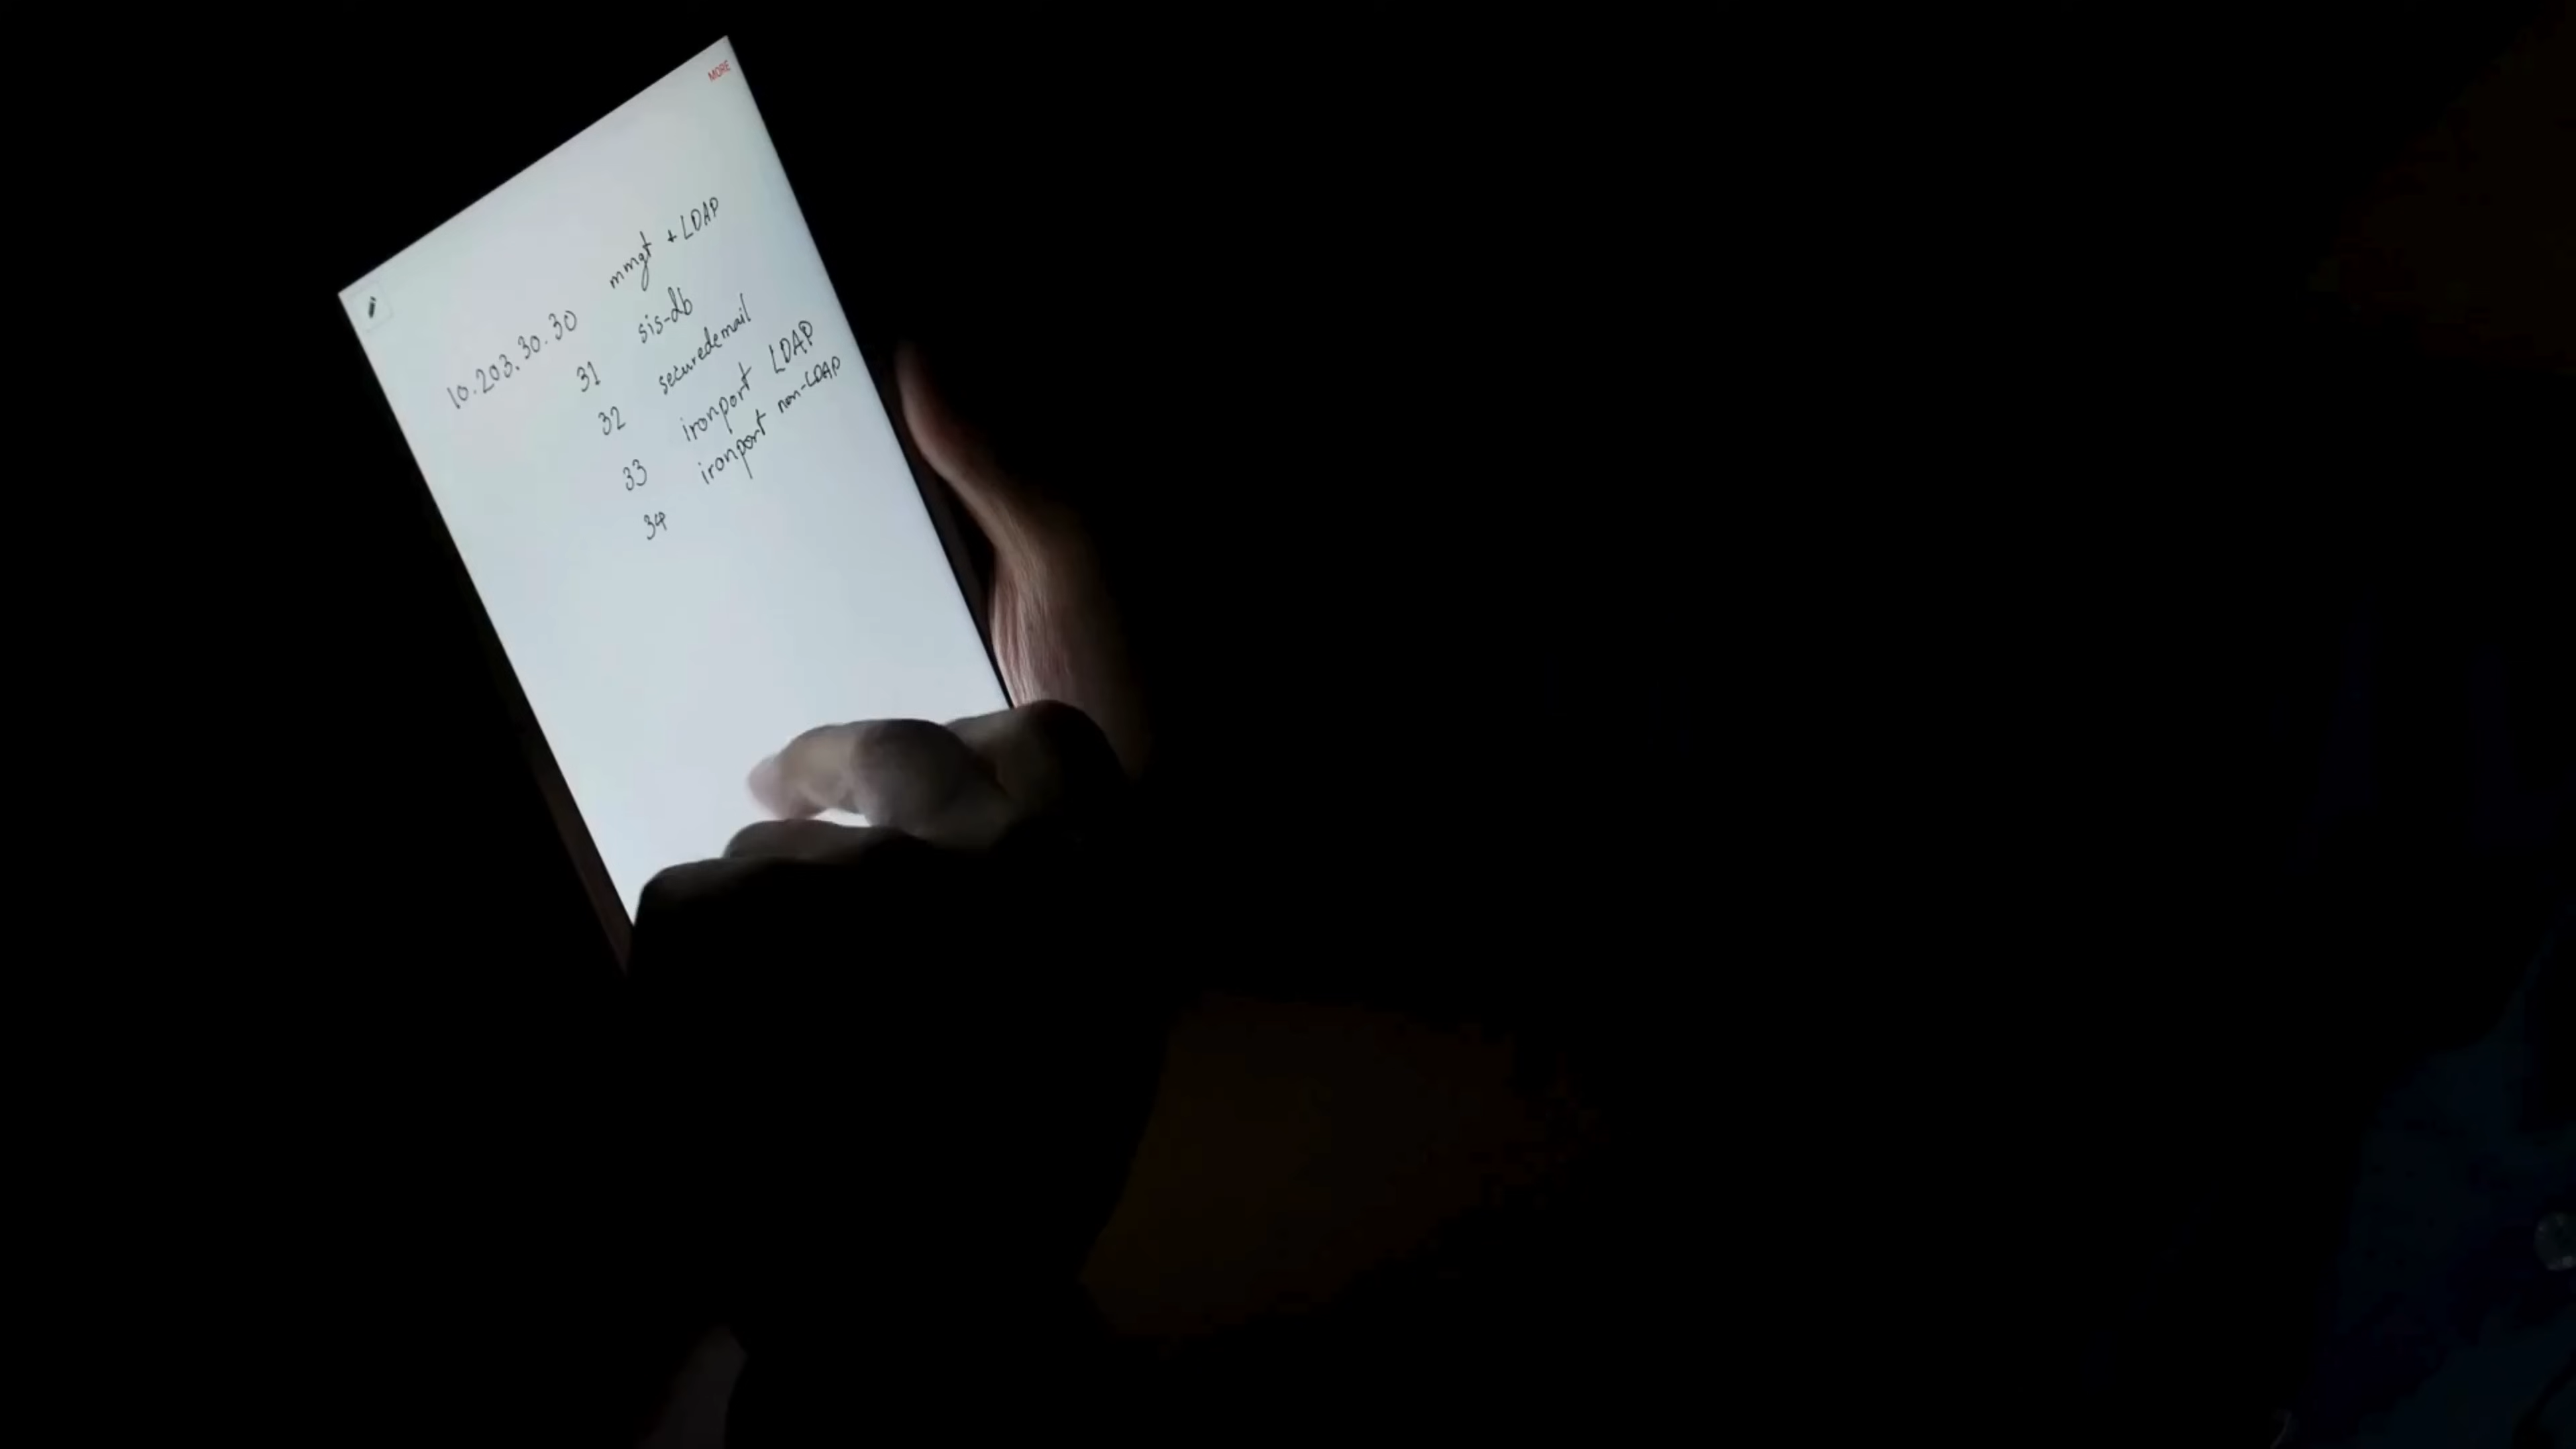 MORE
10.203.30.30 mmgt + LDAP
31 sis-db
32 securedemail
33 ironport LDAP
34 ironport non-LDAP